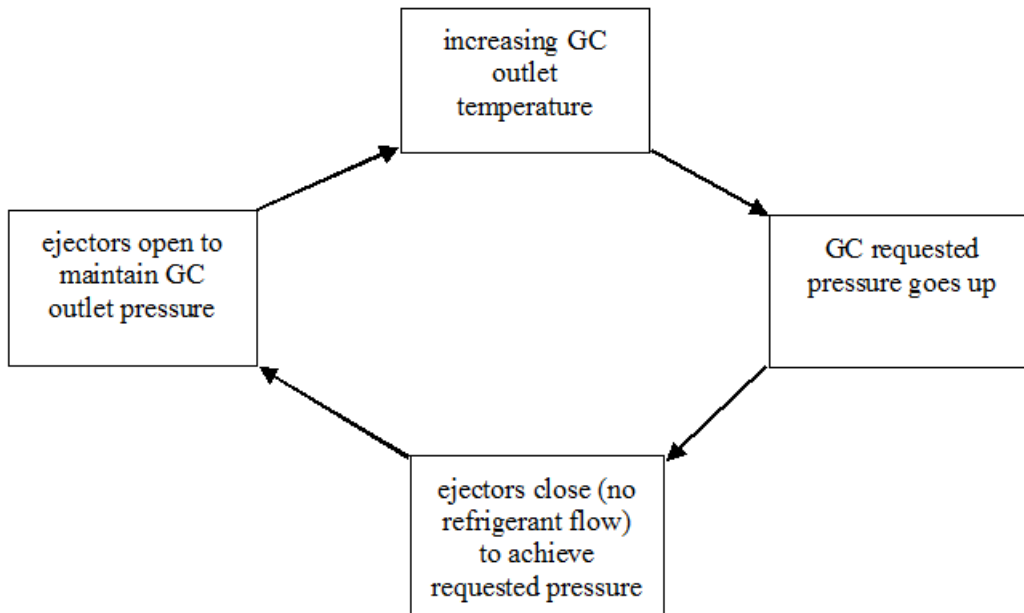 increasing GC
outlet
temperature
GC requested
pressure goes up
ejectors close (no
refrigerant flow)
to achieve
requested pressure
ejectors open to
maintain GC
outlet pressure